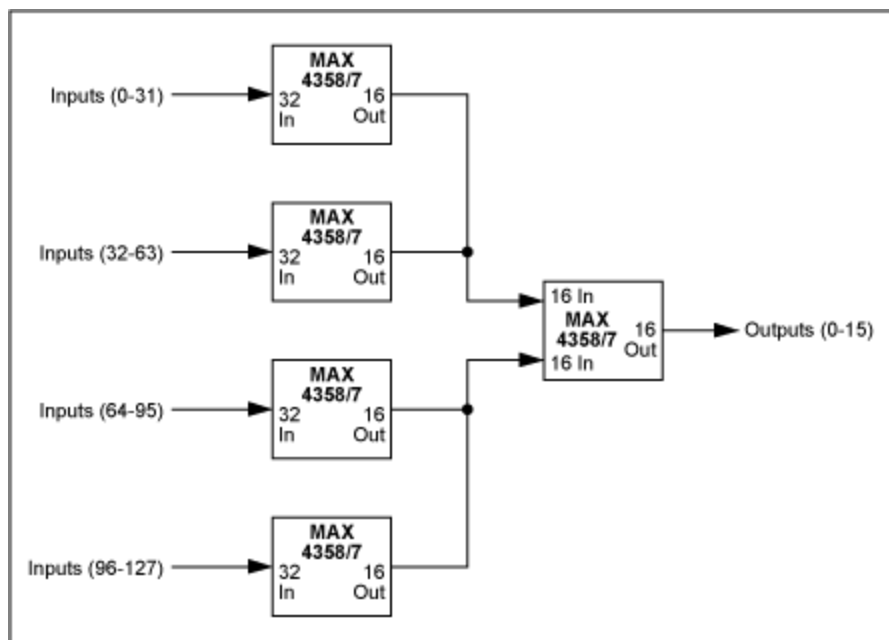 MAX
4358/7
Inputs (0-31)
32
In
16
Out
MAX
4358/7
Inputs (32-63)
32
In
16
Out
16 In
MAX
4358/7
16 In
16
Out
Outputs (0-15)
MAX
4358/7
Inputs (64-95)
32
In
16
Out
MAX
4358/7
Inputs (96-127)
32
In
16
Out